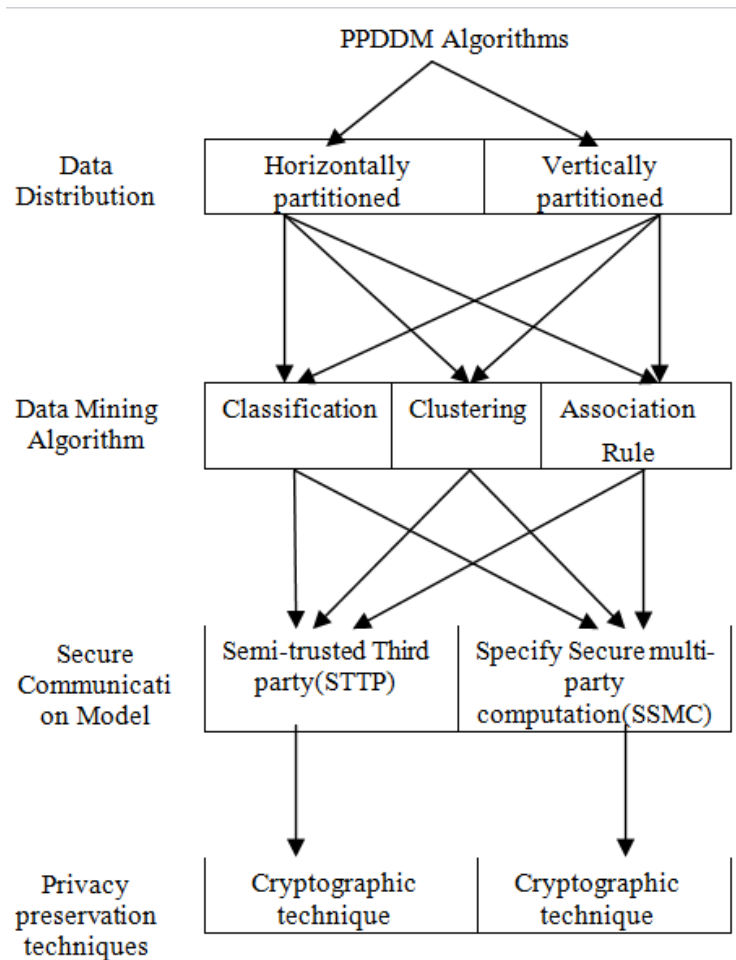 PPDDM Algorithms
Data
Distribution
Horizontally
partitioned
Vertically
partitioned
Data Mining
Algorithm
Classification
Clustering
Association
Rule
Secure
Communicati
on Model
Semi-trusted Third
party(STTP)
Specify Secure multi-
party
computation(SSMC)
Privacy
preservation
techniques
Cryptographic
technique
Cryptographic
technique